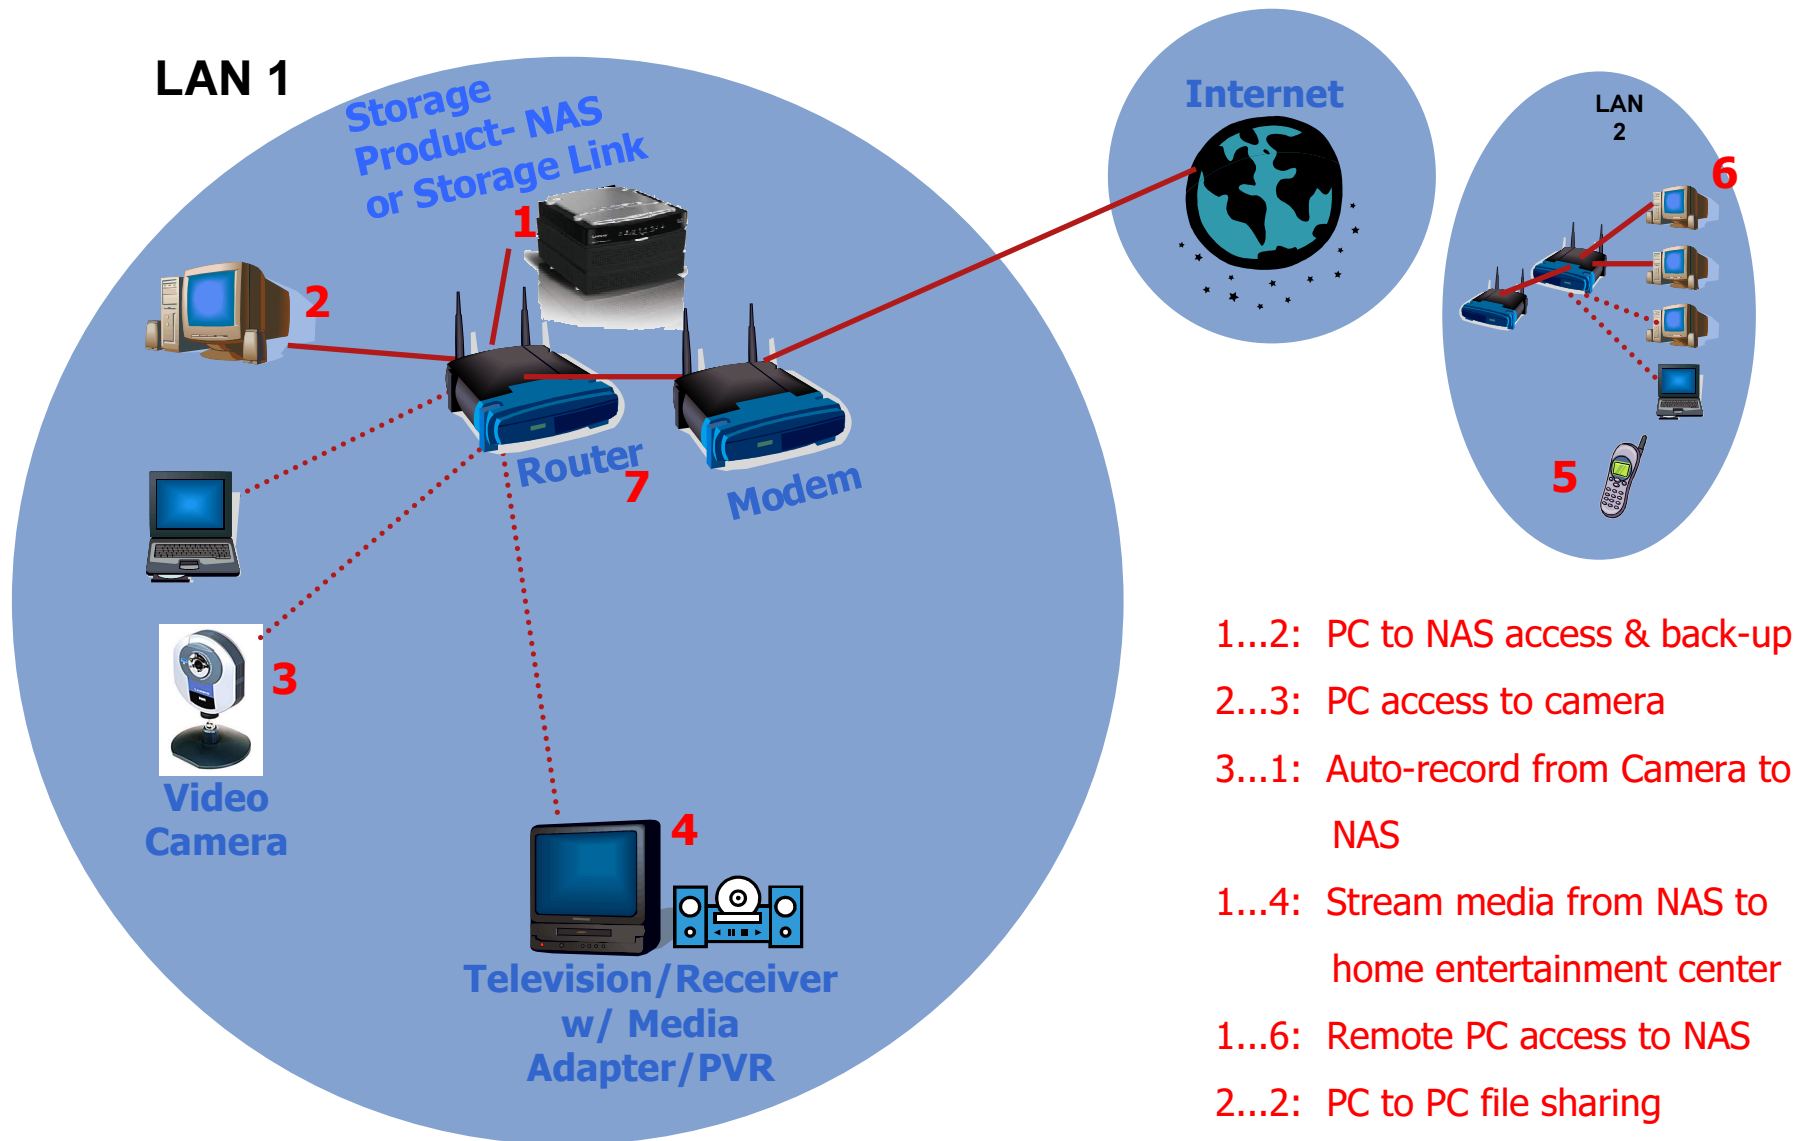 LAN 1
Storage
Product- NAS
or Storage Link
1
2
Router
7
Modem
3
Video
Camera
4
Television/Receiver
w/ Media
Adapter/PVR
Internet
LAN
2
6
5
1...2: PC to NAS access & back-up
2...3: PC access to camera
3...1: Auto-record from Camera to
NAS
1...4: Stream media from NAS to
home entertainment center
1...6: Remote PC access to NAS
2...2: PC to PC file sharing